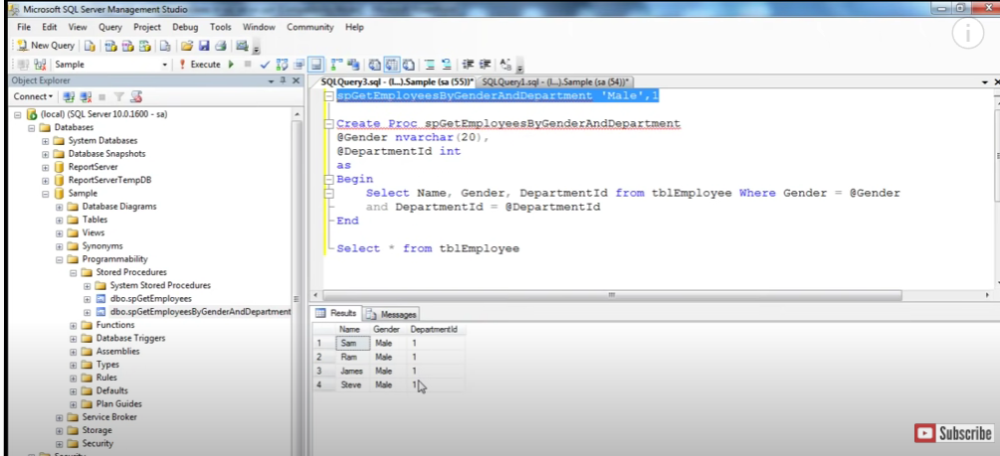 Microsoft SQL Server Management Studio
File Edit View Query Project Debug Tools Window Community Help
New Query
Sample
Execute
Object Explorer
Connect
(local) (SQL Server 10.0.1600 - sa)
Databases
System Databases
Database Snapshots
ReportServer
ReportServerTempDB
Sample
Database Diagrams
Tables
Views
Synonyms
Programmability
Stored Procedures
System Stored Procedures
dbo.spGetEmployees
dbo.spGetEmployeesByGenderAndDepartment
Functions
Database Triggers
Assemblies
Types
Rules
Defaults
Plan Guides
Service Broker
Storage
Security
SQLQuery3.sql - (l...).Sample (sa (55))* SQLQuery1.sql - (l...).Sample (sa (54))*
spGetEmployeesByGenderAndDepartment 'Male',1
Create Proc spGetEmployeesByGenderAndDepartment
@Gender nvarchar(20),
@DepartmentId int
as
Begin
Select Name, Gender, DepartmentId from tblEmployee Where Gender = @Gender
and DepartmentId = @DepartmentId
End
Select * from tblEmployee
Results Messages
Name Gender DepartmentId
1 Sam Male 1
2 Ram Male 1
3 James Male 1
4 Steve Male 1
Subscribe